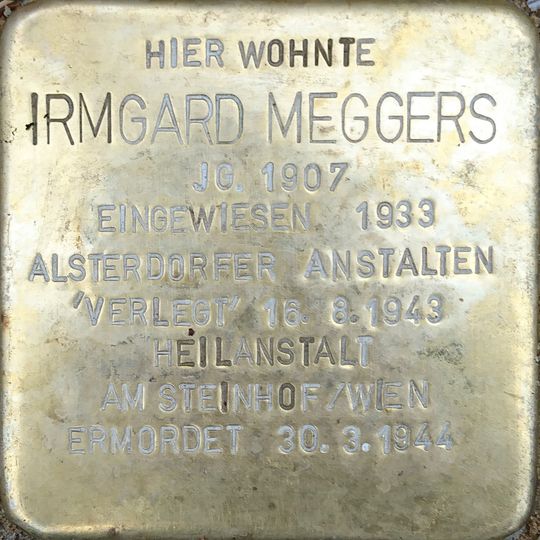 HIER WOHNTE
IRMGARD MEGGERS
JG. 1907
EINGEWIESEN 1933
ALSTERDORFER ANSTALTEN
'VERLEGT' 16. 8. 1943
HEILANSTALT
AM STEINHOF/WIEN
ERMORDET 30. 3. 1944